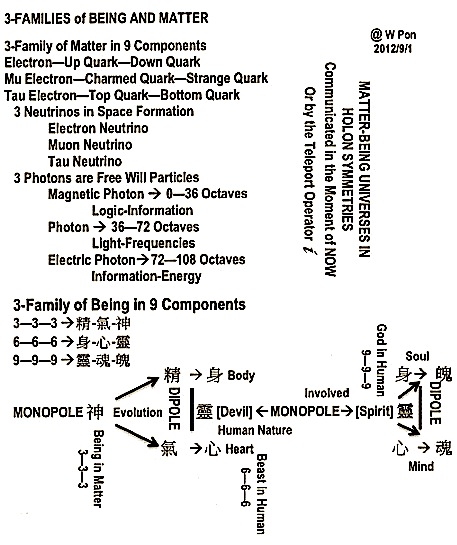 3-FAMILIES of BEING AND MATTER
@ W Pon
2012/9/1
3-Family of Matter in 9 Components
Electron—Up Quark—Down Quark
Mu Electron—Charmed Quark—Strange Quark
Tau Electron—Top Quark—Bottom Quark
3 Neutrinos in Space Formation
Electron Neutrino
Muon Neutrino
Tau Neutrino
3 Photons are Free Will Particles
Magnetic Photon → 0—36 Octaves
Logic-Information
Photon → 36—72 Octaves
Light-Frequencies
Electric Photon → 72—108 Octaves
Information-Energy
MATTER-BEING UNIVERSES IN
HOLON SYMMETRIES
Communicated in the Moment of NOW
Or by the Teleport Operator i
3-Family of Being in 9 Components
3—3—3 → 精-氣-神
6—6—6 → 身-心-靈
9—9—9 → 靈-魂-魄
精 → 身 Body
MONOPOLE 神 Evolution DIPOLE 靈 [Devil] ← MONOPOLE → [Spirit] 靈
Involved
Human Nature
氣 → 心 Heart
Being in Matter
3—3—3
Beast in Human
6—6—6
God in Human
9—9—9
Soul
身 → 魄
DIPOLE
心 → 魂
Mind